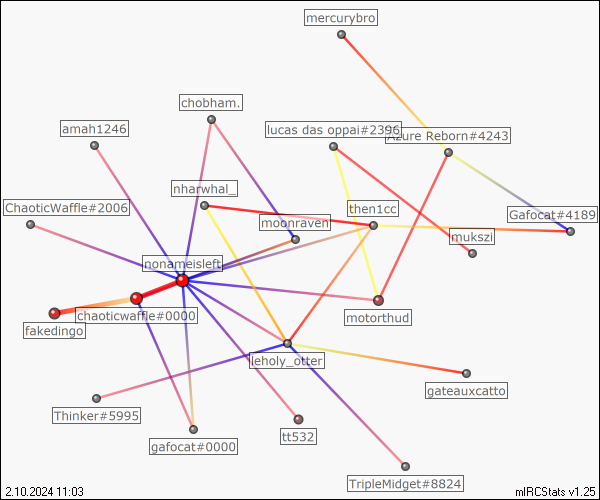 mercurybro
chobham.
amah1246
lucas das oppai#2396
Azure Reborn#4243
nharwhal_
ChaoticWaffle#2006
then1cc
Gafocat#4189
moonraven
mukszi
nonameisleft
chaoticwaffle#0000
motorthud
fakedingo
leholy_otter
gateauxcatto
Thinker#5995
tt532
gafocat#0000
TripleMidget#8824
2.10.2024 11:03
mIRCStats v1.25